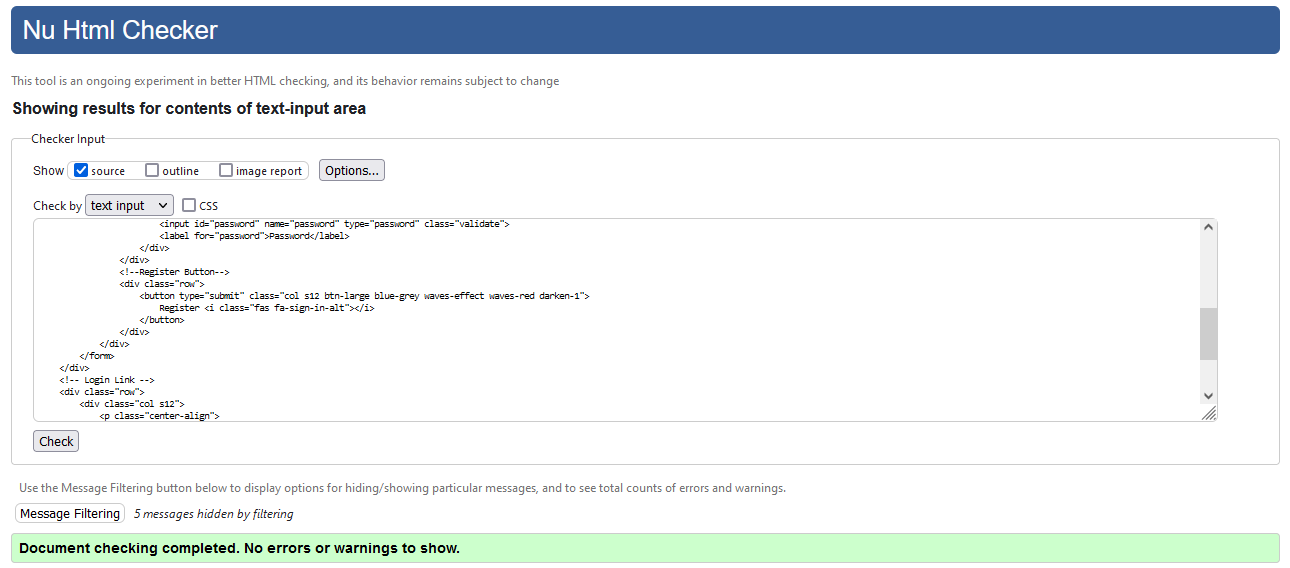 Nu Html Checker
This tool is an ongoing experiment in better HTML checking, and its behavior remains subject to change
Showing results for contents of text-input area
Checker Input
Show source outline image report Options...
Check by text input CSS
<input id="password" name="password" type="password" class="validate">
<label for="password">Password</label>
</div>
</div>
<!--Register Button-->
<div class="row">
<button type="submit" class="col s12 btn-large blue-grey waves-effect waves-red darken-1">
Register <i class="fas fa-sign-in-alt"></i>
</button>
</div>
</div>
</form>
</div>
<!-- Login Link -->
<div class="row">
<div class="col s12">
<p class="center-align">
Check
Use the Message Filtering button below to display options for hiding/showing particular messages, and to see total counts of errors and warnings.
Message Filtering 5 messages hidden by filtering
Document checking completed. No errors or warnings to show.